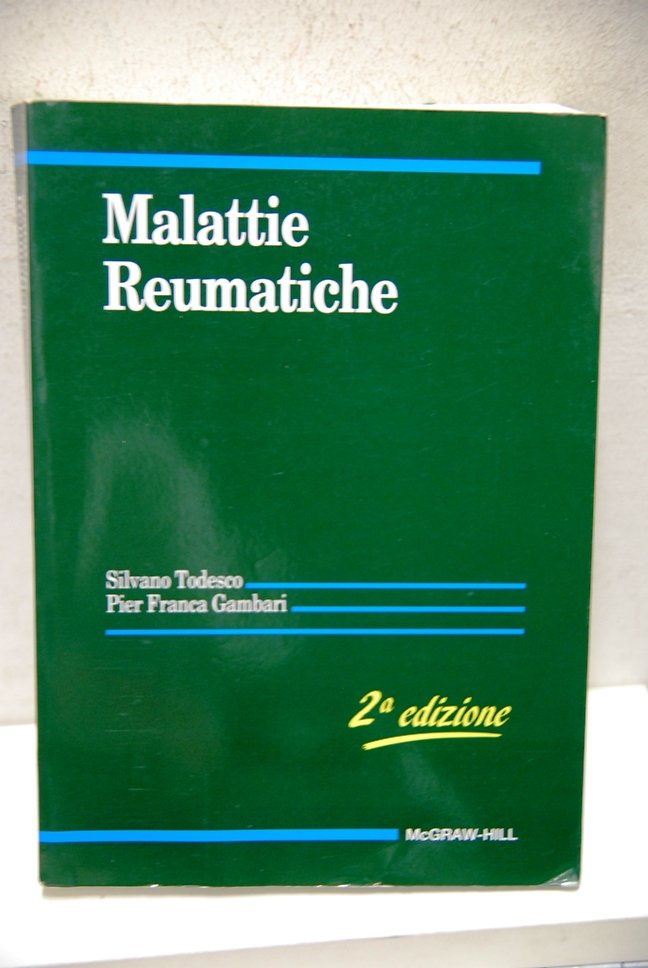 Malattie
Reumatiche
Silvano Todesco
Pier Franca Gambari
2ª edizione
McGRAW-HILL